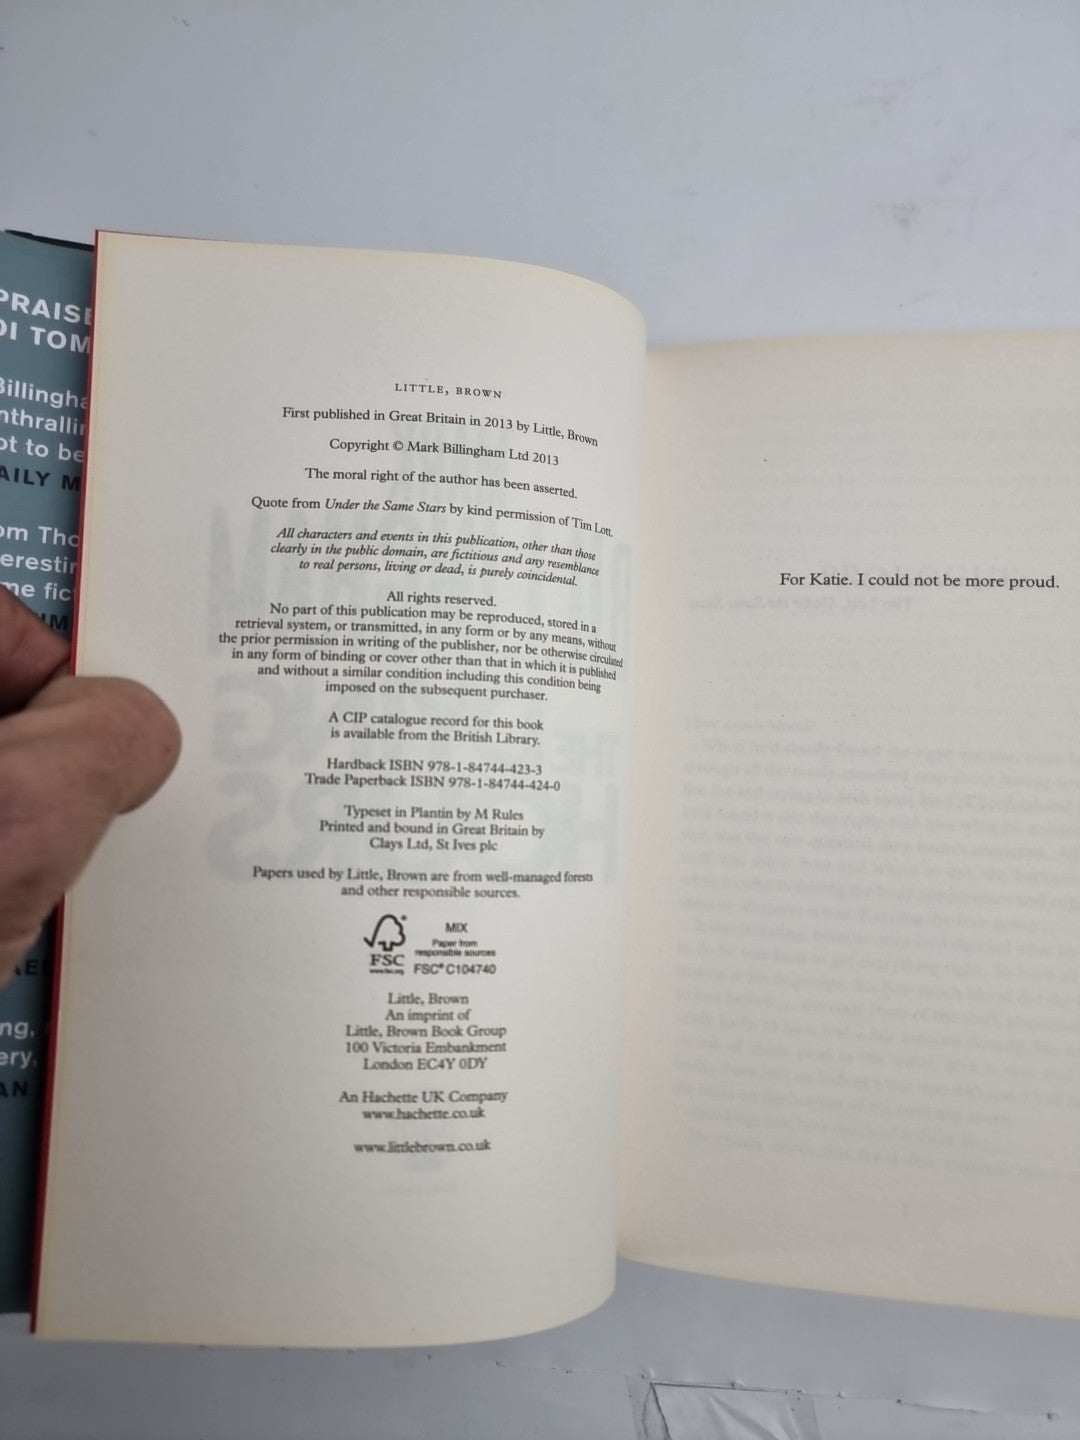 PRAISE
DI TOM
Billingha
nthrallin
ot to be
AILY M
om Tho
erestin
me fic
LITTLE, BROWN
First published in Great Britain in 2013 by Little, Brown
Copyright © Mark Billingham Ltd 2013
The moral right of the author has been asserted.
Quote from Under the Same Stars by kind permission of Tim Lott.
All characters and events in this publication, other than those
clearly in the public domain, are fictitious and any resemblance
to real persons, living or dead, is purely coincidental.
All rights reserved.
No part of this publication may be reproduced, stored in a
retrieval system, or transmitted, in any form or by any means, without
the prior permission in writing of the publisher, nor be otherwise circulated
in any form of binding or cover other than that in which it is published
and without a similar condition including this condition being
imposed on the subsequent purchaser.
A CIP catalogue record for this book
is available from the British Library.
Hardback ISBN 978-1-84744-423-3
Trade Paperback ISBN 978-1-84744-424-0
Typeset in Plantin by M Rules
Printed and bound in Great Britain by
Clays Ltd, St Ives plc
Papers used by Little, Brown are from well-managed forests
and other responsible sources.
FSC
www.fsc.org
MIX
Paper from
responsible sources
FSC® C104740
Little, Brown
An imprint of
Little, Brown Book Group
100 Victoria Embankment
London EC4Y 0DY
An Hachette UK Company
www.hachette.co.uk
www.littlebrown.co.uk
For Katie. I could not be more proud.